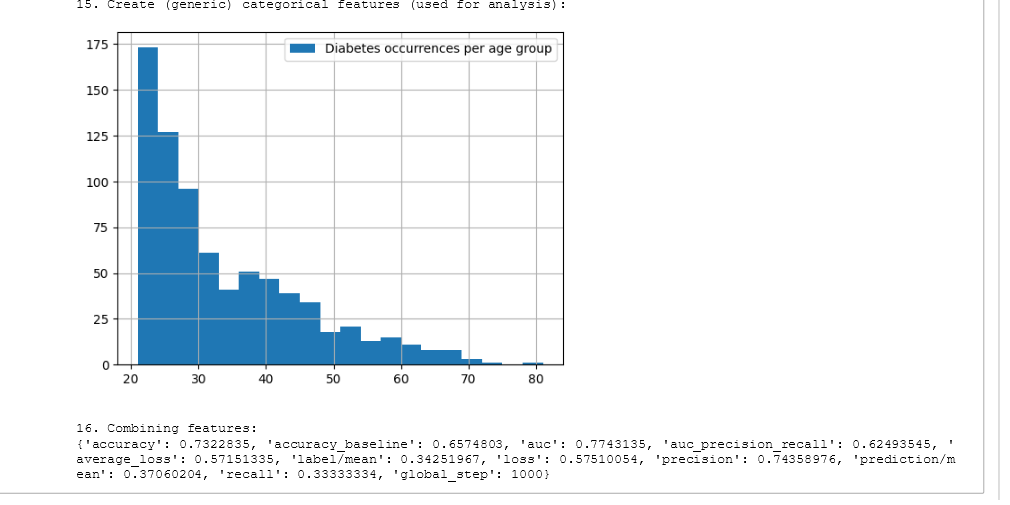 15. Create (generic) categorical features (used for analysis):
Diabetes occurrences per age group
175
150
125
100
75
50
25
0
20 30 40 50 60 70 80
16. Combining features:
{'accuracy': 0.7322835, 'accuracy_baseline': 0.6574803, 'auc': 0.7743135, 'auc_precision_recall': 0.62493545, '
average_loss': 0.57151335, 'label/mean': 0.34251967, 'loss': 0.57510054, 'precision': 0.74358976, 'prediction/m
ean': 0.37060204, 'recall': 0.33333334, 'global_step': 1000}